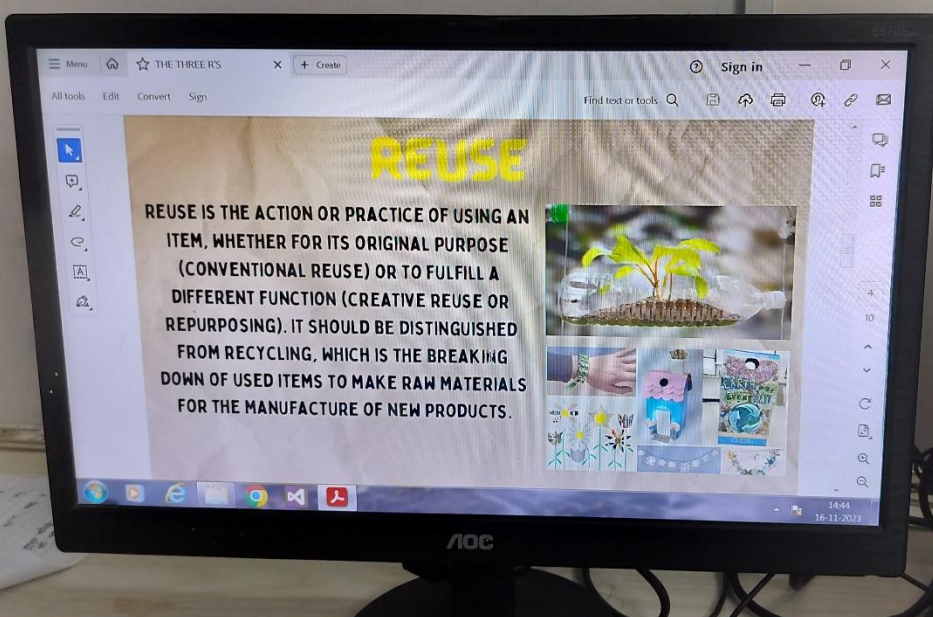 Menu
THE THREE R'S
+ Create
Sign in
All tools
Edit
Convert
Sign
Find text or tools
REUSE
REUSE IS THE ACTION OR PRACTICE OF USING AN
ITEM, WHETHER FOR ITS ORIGINAL PURPOSE
(CONVENTIONAL REUSE) OR TO FULFILL A
DIFFERENT FUNCTION (CREATIVE REUSE OR
REPURPOSING). IT SHOULD BE DISTINGUISHED
FROM RECYCLING, WHICH IS THE BREAKING
DOWN OF USED ITEMS TO MAKE RAW MATERIALS
FOR THE MANUFACTURE OF NEW PRODUCTS.
4
10
14:44
16-11-2023
AOC